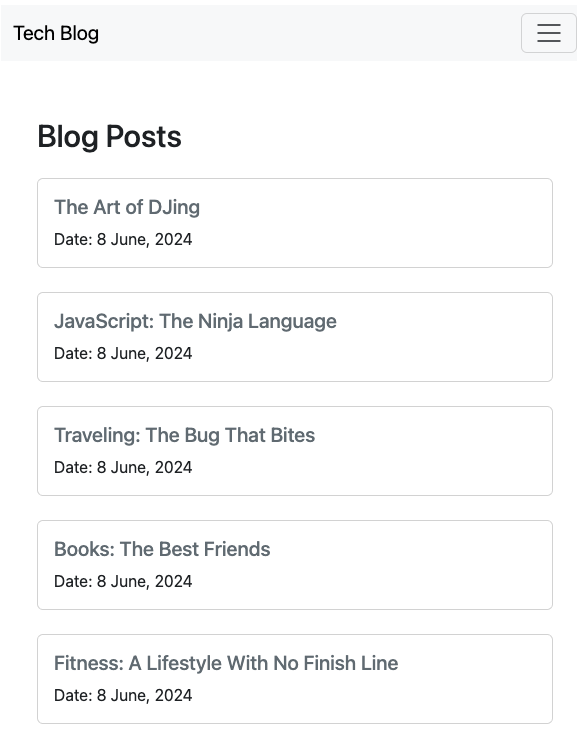 Tech Blog
Blog Posts
The Art of DJing
Date: 8 June, 2024
JavaScript: The Ninja Language
Date: 8 June, 2024
Traveling: The Bug That Bites
Date: 8 June, 2024
Books: The Best Friends
Date: 8 June, 2024
Fitness: A Lifestyle With No Finish Line
Date: 8 June, 2024